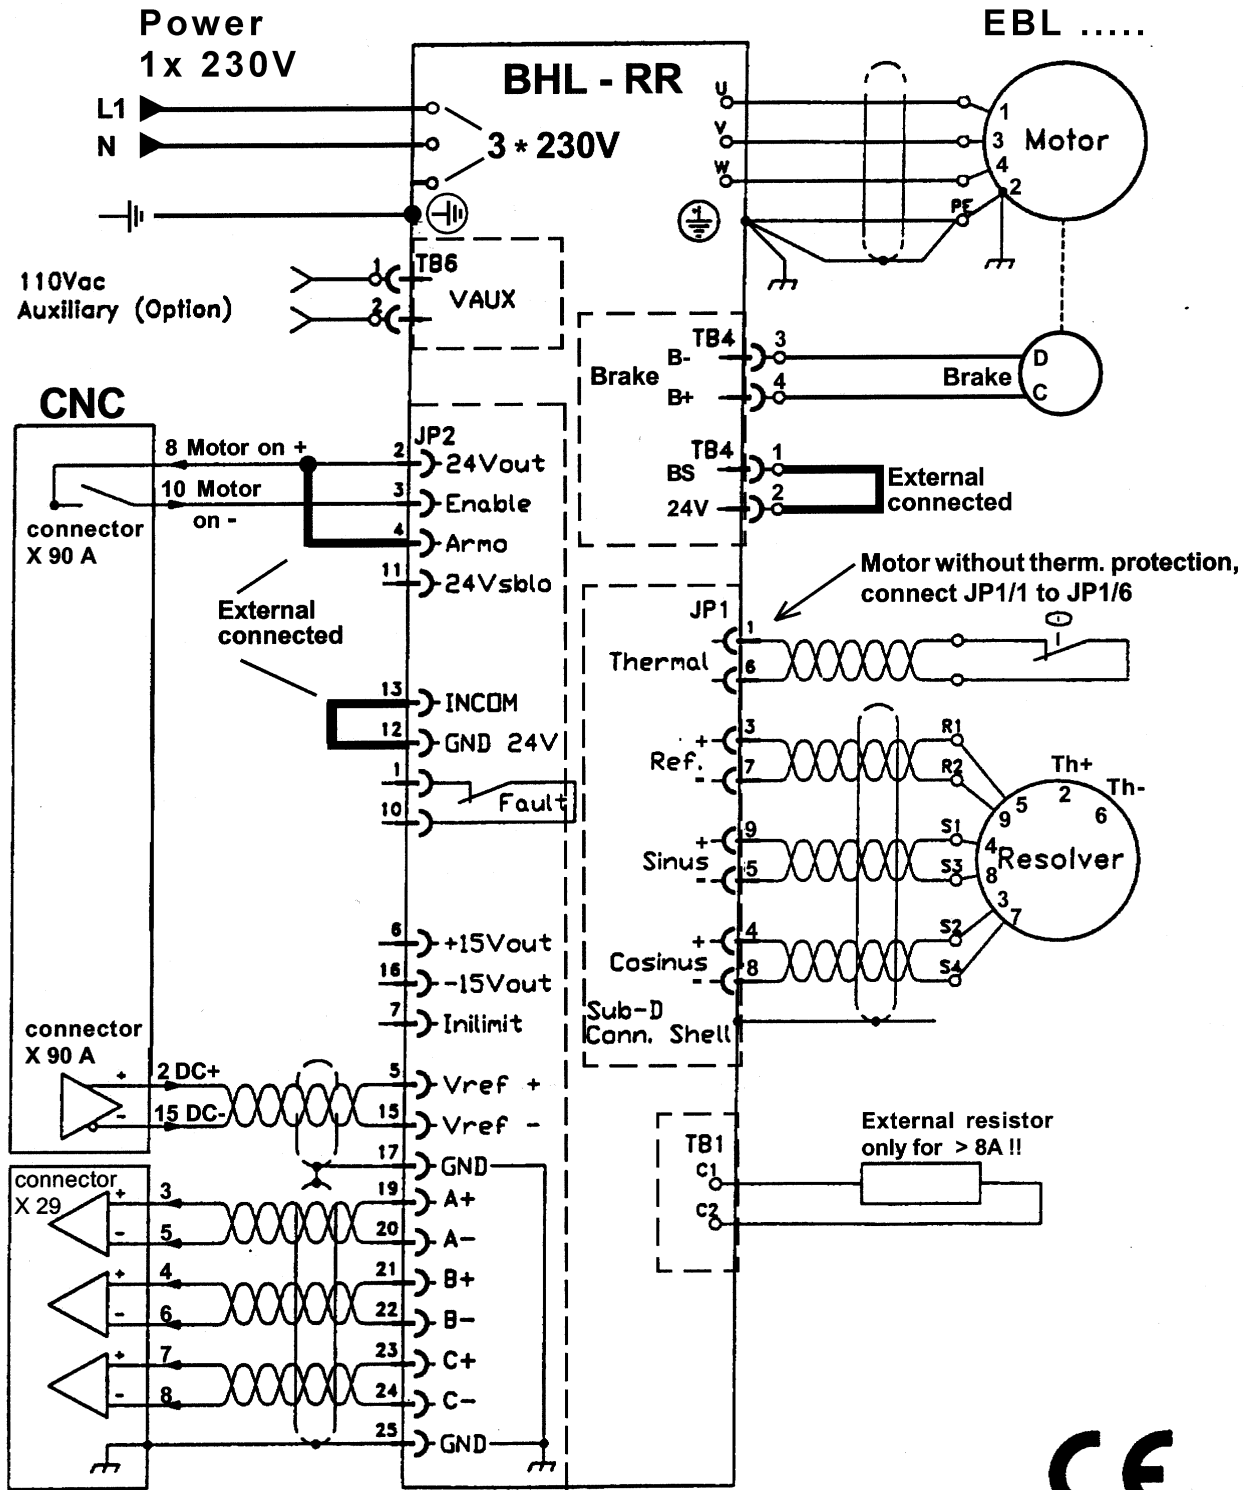 Power
1x 230V
EBL .....
BHL - RR
L1
N
3 * 230V
U
V
W
PE
1
3
4
2
Motor
110Vac
Auxiliary (Option)
1
2
TB6
VAUX
Brake
TB4
B-
B+
3
4
Brake
D
C
TB4
BS
24V
1
2
External
connected
CNC
8 Motor on +
10 Motor
on -
connector
X 90 A
JP2
2
24Vout
3
Enable
4
Armo
11
24Vsblo
External
connected
13
INCOM
12
GND 24V
1
Fault
10
Motor without therm. protection,
connect JP1/1 to JP1/6
JP1
Thermal
1
6
Ref.
+
-
3
7
R1
R2
Sinus
+
-
9
5
S1
S3
Cosinus
+
-
4
8
S2
S4
Th+
2
Th-
6
5
9
4
8
3
7
Resolver
Sub-D
Conn. Shell
6
+15Vout
16
-15Vout
7
Inilimit
connector
X 90 A
+
-
2 DC+
15 DC-
5
Vref +
15
Vref -
17
GND
connector
X 29
+
-
3
5
19
A+
20
A-
+
-
4
6
21
B+
22
B-
+
-
7
8
23
C+
24
C-
25
GND
TB1
C1
C2
External resistor
only for > 8A !!
CE